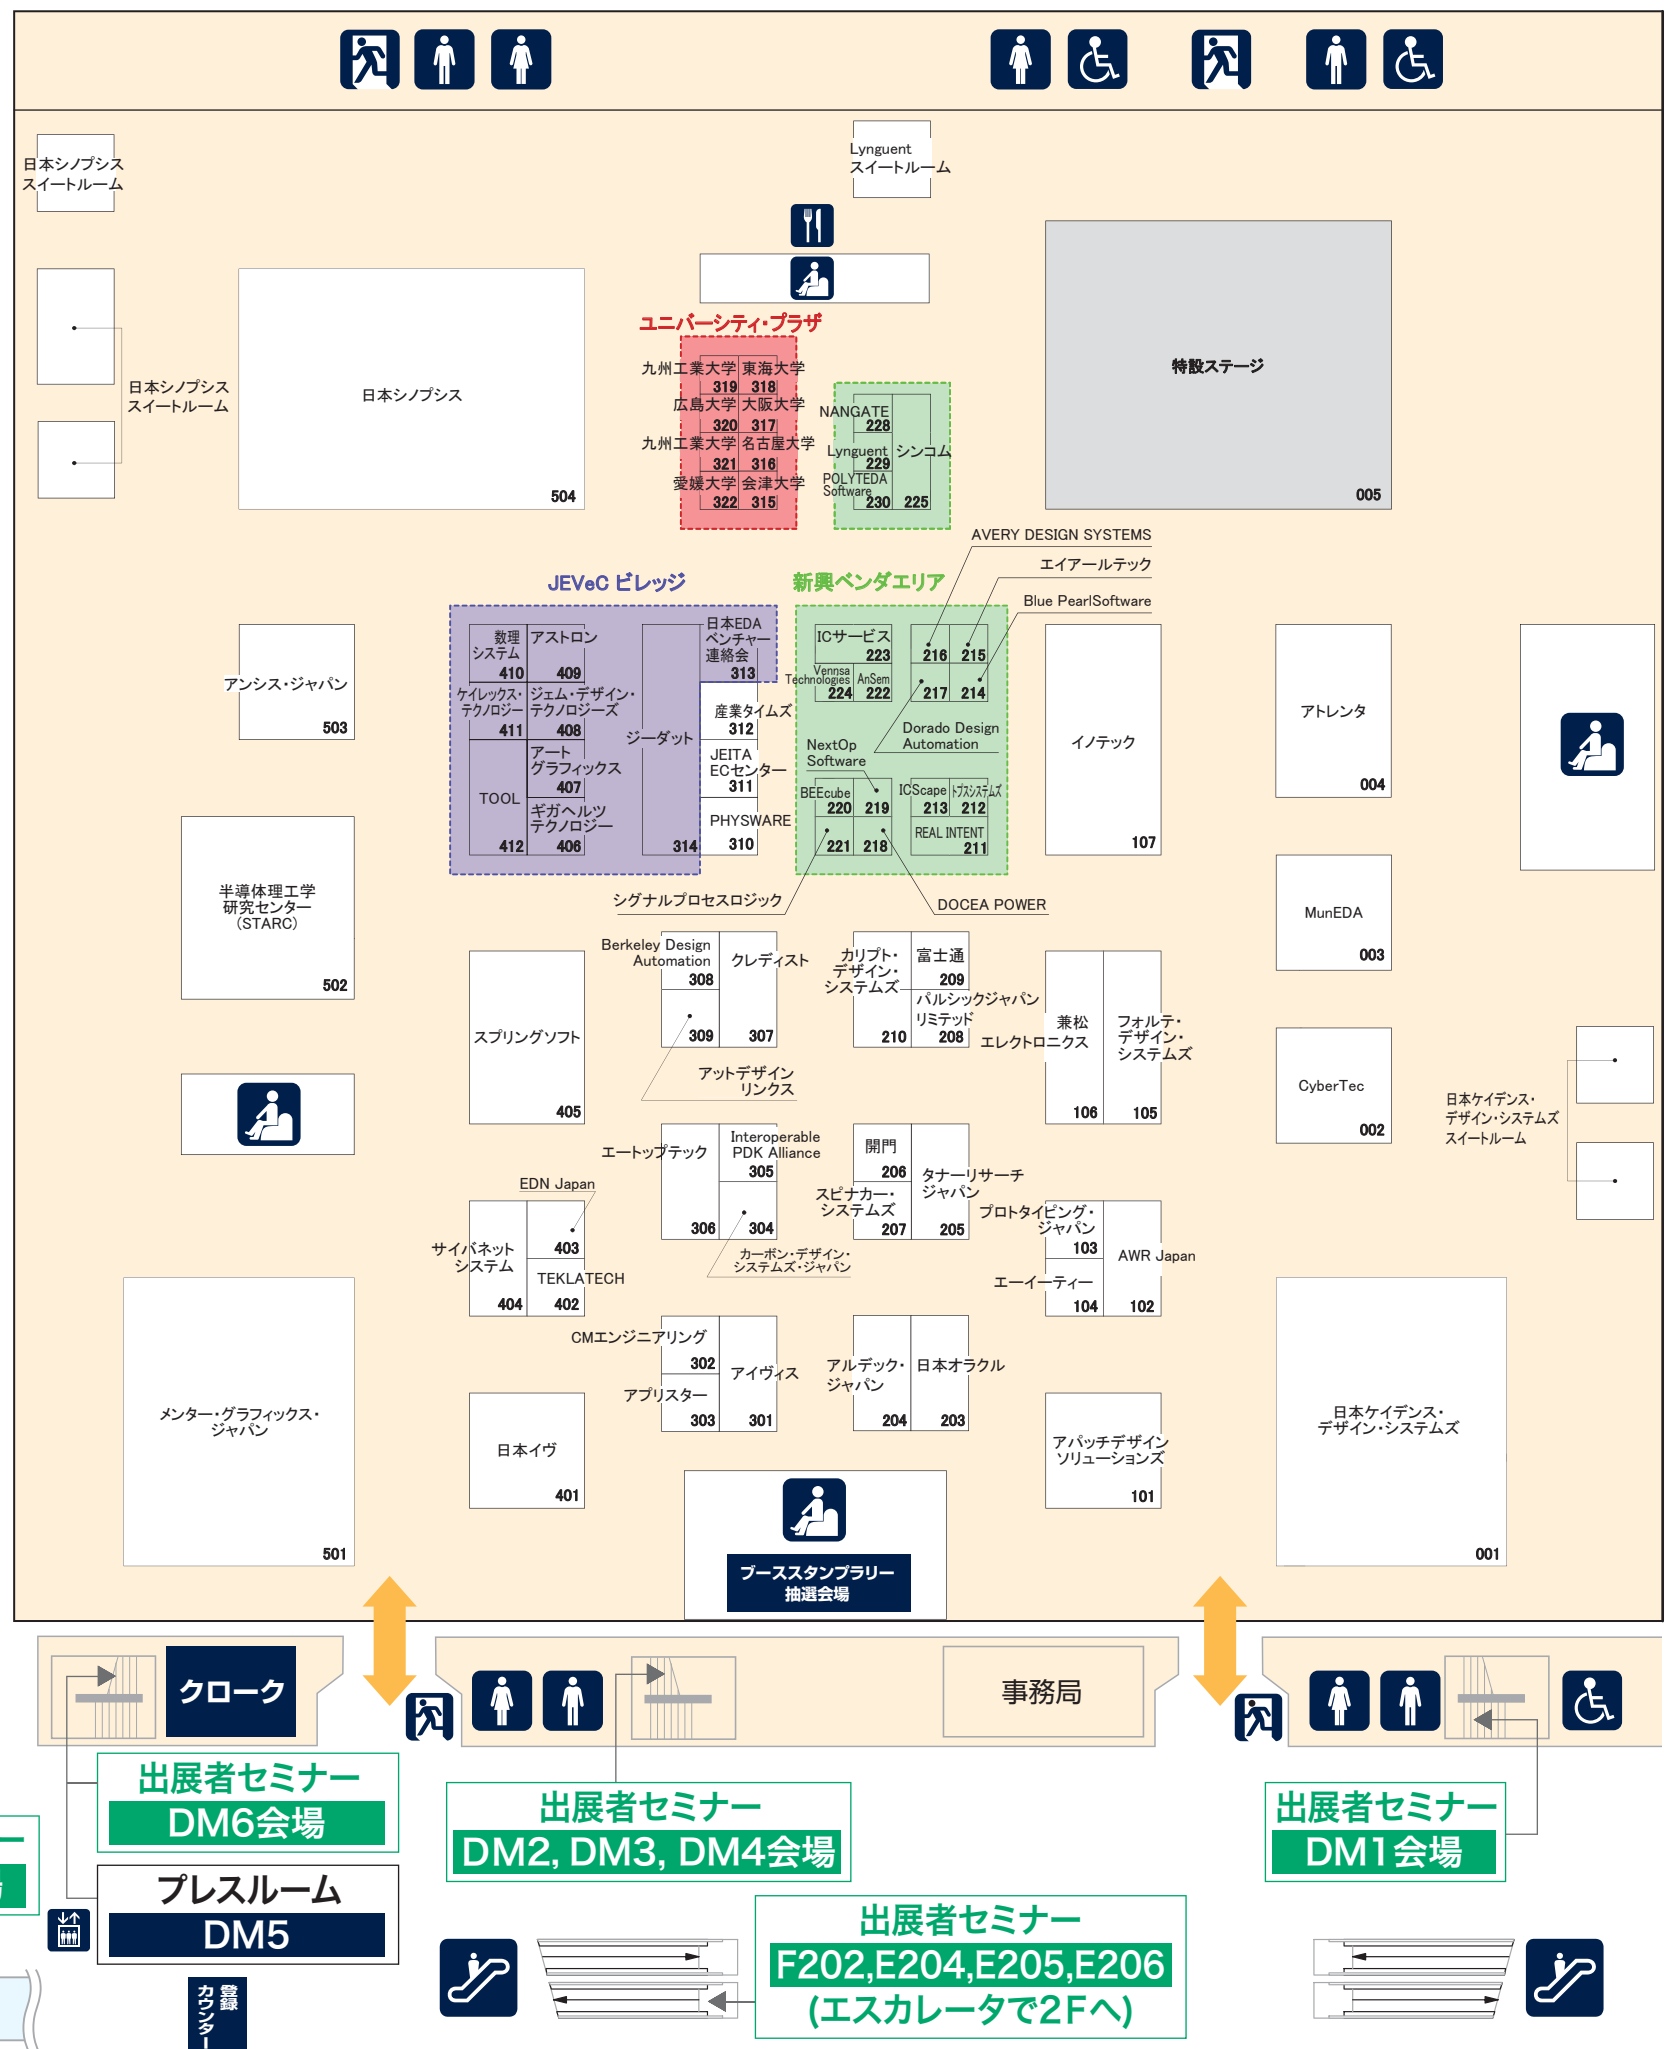 日本シノプシス
スイートルーム
Lynguent
スイートルーム
日本シノプシス
スイートルーム
日本シノプシス
504
ユニバーシティ・プラザ
九州工業大学
319
東海大学
318
広島大学
320
大阪大学
317
九州工業大学
321
名古屋大学
316
愛媛大学
322
会津大学
315
NANGATE
228
Lynguent
229
POLYTEDA
Software
230
シンコム
225
特設ステージ
005
AVERY DESIGN SYSTEMS
エイアールテック
Blue PearlSoftware
JEVeC ビレッジ
数理
システム
410
アストロン
409
ケイレックス・
テクノロジー
411
ジェム・デザイン・
テクノロジーズ
408
アート
グラフィックス
407
TOOL
412
ギガヘルツ
テクノロジー
406
ジーダット
314
日本EDA
ベンチャー
連絡会
313
産業タイムズ
312
JEITA
ECセンター
311
PHYSWARE
310
新興ベンダエリア
ICサービス
223
Vennsa
Technologies
224
AnSem
222
216
215
217
214
Dorado Design
Automation
NextOp
Software
BEEcube
220
219
221
218
ICScape
213
トプスシステムズ
212
REAL INTENT
211
シグナルプロセスロジック
DOCEA POWER
アンシス・ジャパン
503
イノテック
107
アトレンタ
004
半導体理工学
研究センター
(STARC)
502
MunEDA
003
スプリングソフト
405
Berkeley Design
Automation
308
クレディスト
307
309
アットデザイン
リンクス
カリプト・
デザイン・
システムズ
210
富士通
209
パルシックジャパン
リミテッド
208
兼松
エレクトロニクス
106
フォルテ・
デザイン・
システムズ
105
CyberTec
002
日本ケイデンス・
デザイン・システムズ
スイートルーム
エートップテック
306
Interoperable
PDK Alliance
305
304
カーボン・デザイン・
システムズ・ジャパン
開門
206
スピナカー・
システムズ
207
タナーリサーチ
ジャパン
205
EDN Japan
403
サイバネット
システム
404
TEKLATECH
402
プロトタイピング・
ジャパン
103
エーイーティー
104
AWR Japan
102
メンター・グラフィックス・
ジャパン
501
CMエンジニアリング
302
アプリスター
303
アイヴィス
301
アルデック・
ジャパン
204
日本オラクル
203
日本イヴ
401
アパッチデザイン
ソリューションズ
101
日本ケイデンス・
デザイン・システムズ
001
ブーススタンプラリー
抽選会場
クローク
事務局
出展者セミナー
DM6会場
出展者セミナー
DM2, DM3, DM4会場
出展者セミナー
DM1会場
プレスルーム
DM5
出展者セミナー
F202,E204,E205,E206
(エスカレータで2Fへ)
登録
カウンター